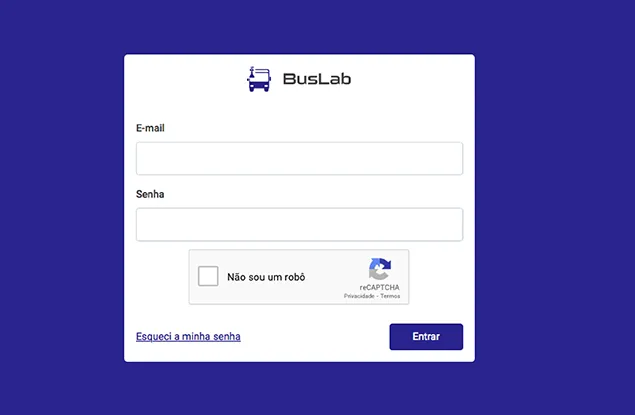 BusLab
E-mail
Senha
Não sou um robô
reCAPTCHA
Privacidade - Termos
Esqueci a minha senha
Entrar